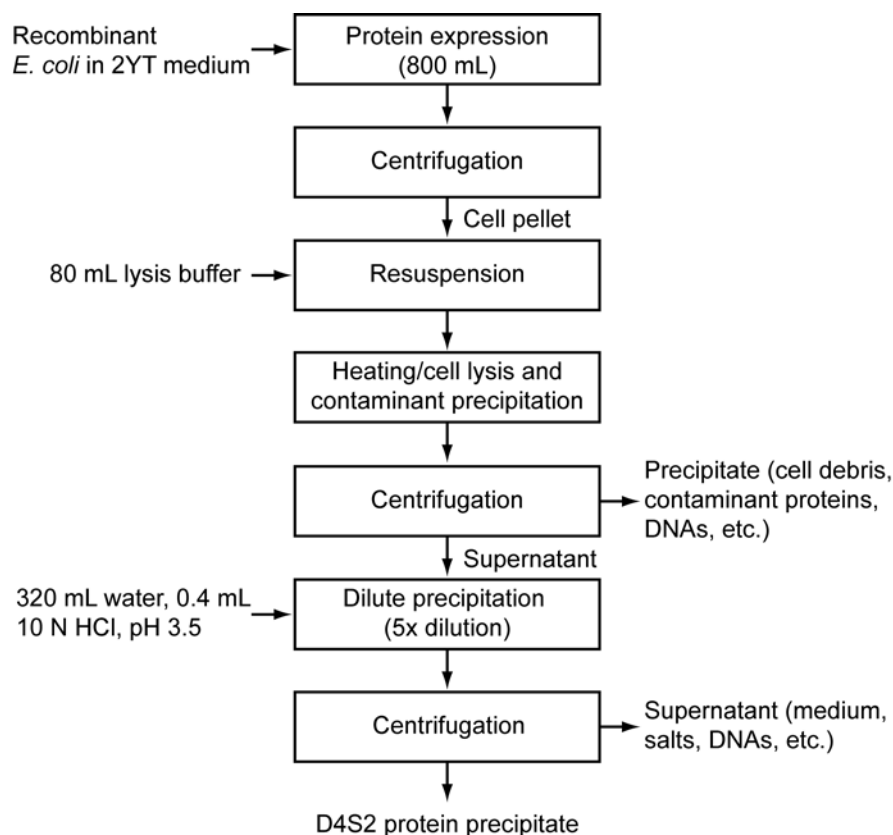 Recombinant
E. coli in 2YT medium
Protein expression
(800 mL)
Centrifugation
Cell pellet
80 mL lysis buffer
Resuspension
Heating/cell lysis and
contaminant precipitation
Centrifugation
Precipitate (cell debris,
contaminant proteins,
DNAs, etc.)
Supernatant
320 mL water, 0.4 mL
10 N HCl, pH 3.5
Dilute precipitation
(5x dilution)
Centrifugation
Supernatant (medium,
salts, DNAs, etc.)
D4S2 protein precipitate